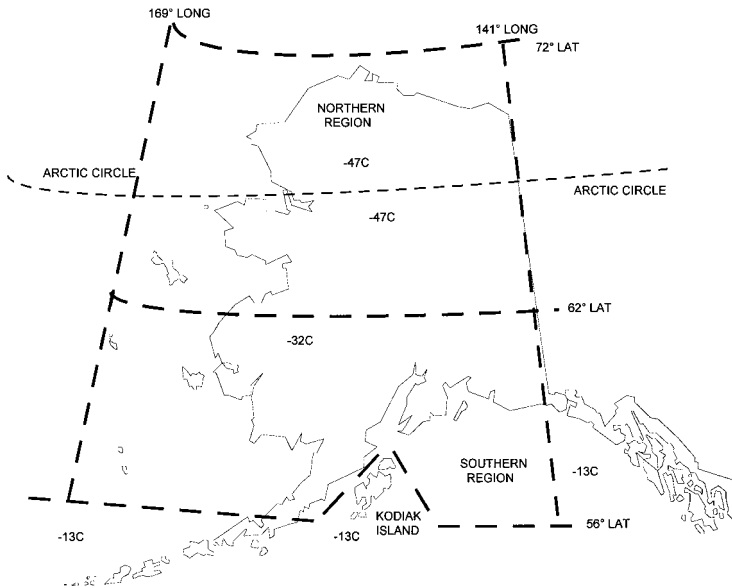 169° LONG
141° LONG
72° LAT
NORTHERN
REGION
-47C
ARCTIC CIRCLE
ARCTIC CIRCLE
-47C
62° LAT
-32C
SOUTHERN
REGION
-13C
KODIAK
ISLAND
56° LAT
-13C
-13C